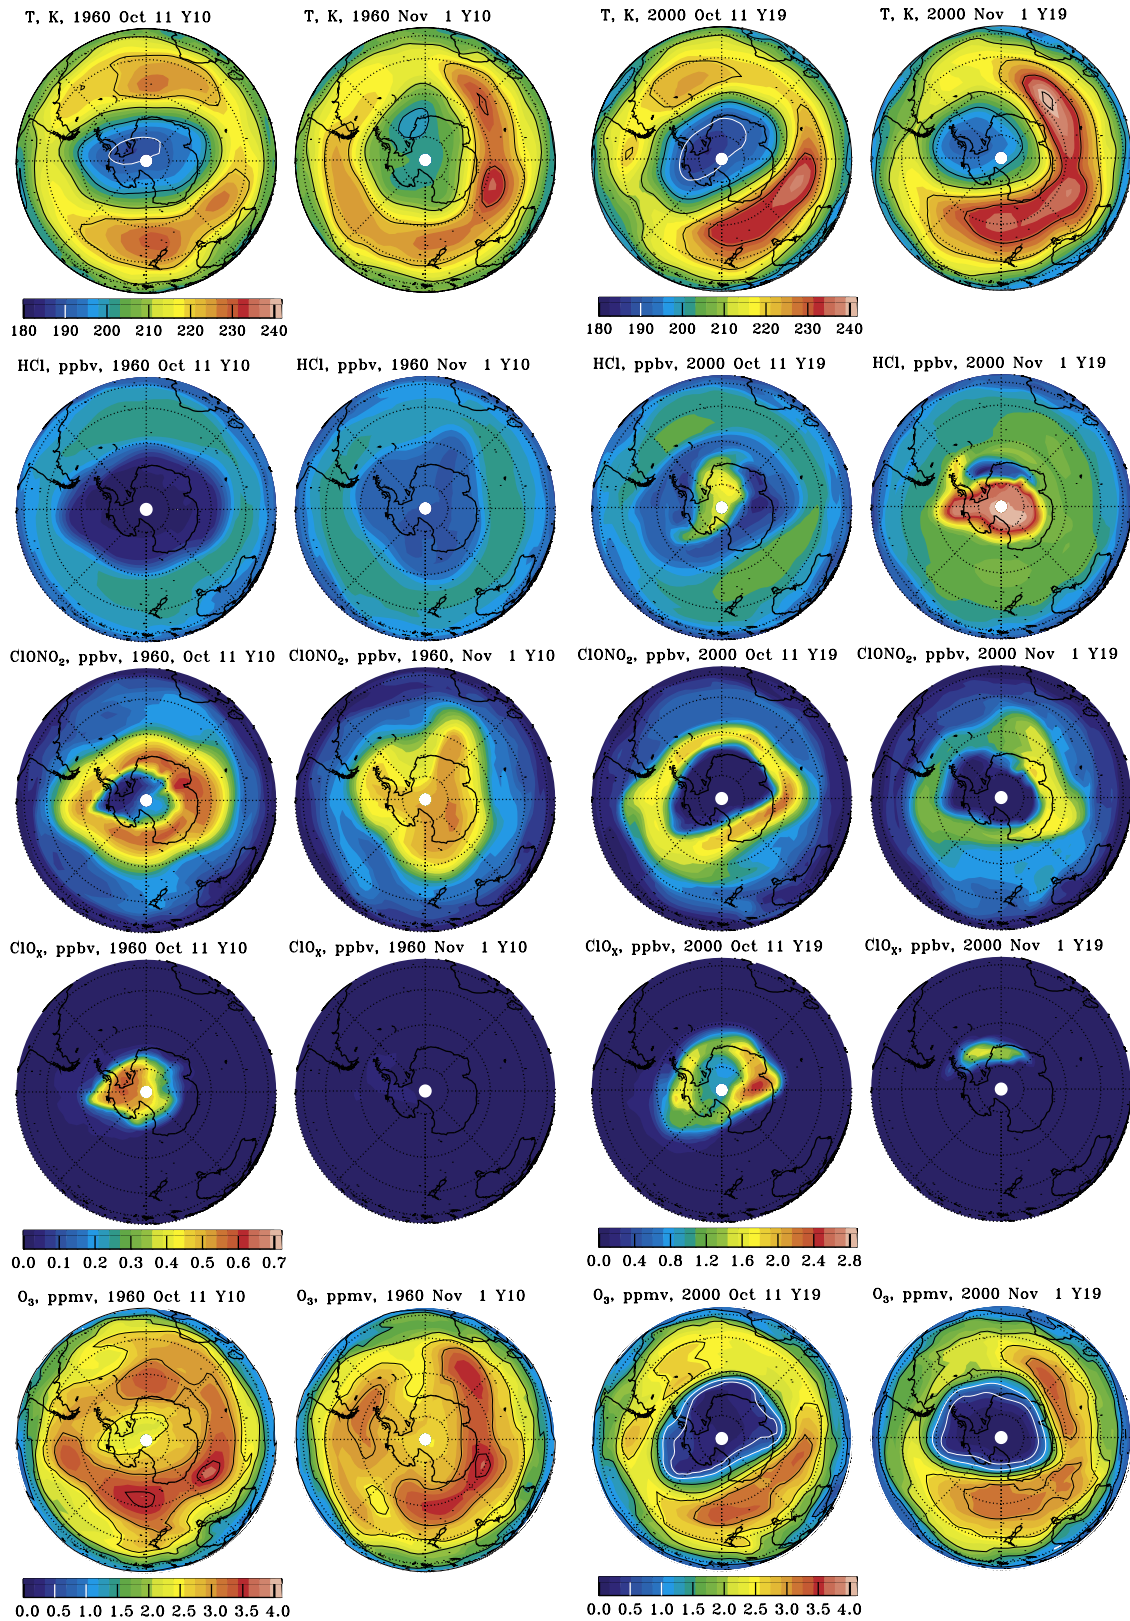 T, K, 1960 Oct 11 Y10 T, K, 1960 Nov 1 Y10 T, K, 2000 Oct 11 Y19 T, K, 2000 Nov 1 Y19
180 190 200 210 220 230 240 180 190 200 210 220 230 240
HCl, ppbv, 1960 Oct 11 Y10 HCl, ppbv, 1960 Nov 1 Y10 HCl, ppbv, 2000 Oct 11 Y19 HCl, ppbv, 2000 Nov 1 Y19
ClONO₂, ppbv, 1960, Oct 11 Y10 ClONO₂, ppbv, 1960, Nov 1 Y10 ClONO₂, ppbv, 2000 Oct 11 Y19 ClONO₂, ppbv, 2000 Nov 1 Y19
ClOₓ, ppbv, 1960 Oct 11 Y10 ClOₓ, ppbv, 1960 Nov 1 Y10 ClOₓ, ppbv, 2000 Oct 11 Y19 ClOₓ, ppbv, 2000 Nov 1 Y19
0.0 0.1 0.2 0.3 0.4 0.5 0.6 0.7 0.0 0.4 0.8 1.2 1.6 2.0 2.4 2.8
O₃, ppmv, 1960 Oct 11 Y10 O₃, ppmv, 1960 Nov 1 Y10 O₃, ppmv, 2000 Oct 11 Y19 O₃, ppmv, 2000 Nov 1 Y19
0.0 0.5 1.0 1.5 2.0 2.5 3.0 3.5 4.0 0.0 0.5 1.0 1.5 2.0 2.5 3.0 3.5 4.0